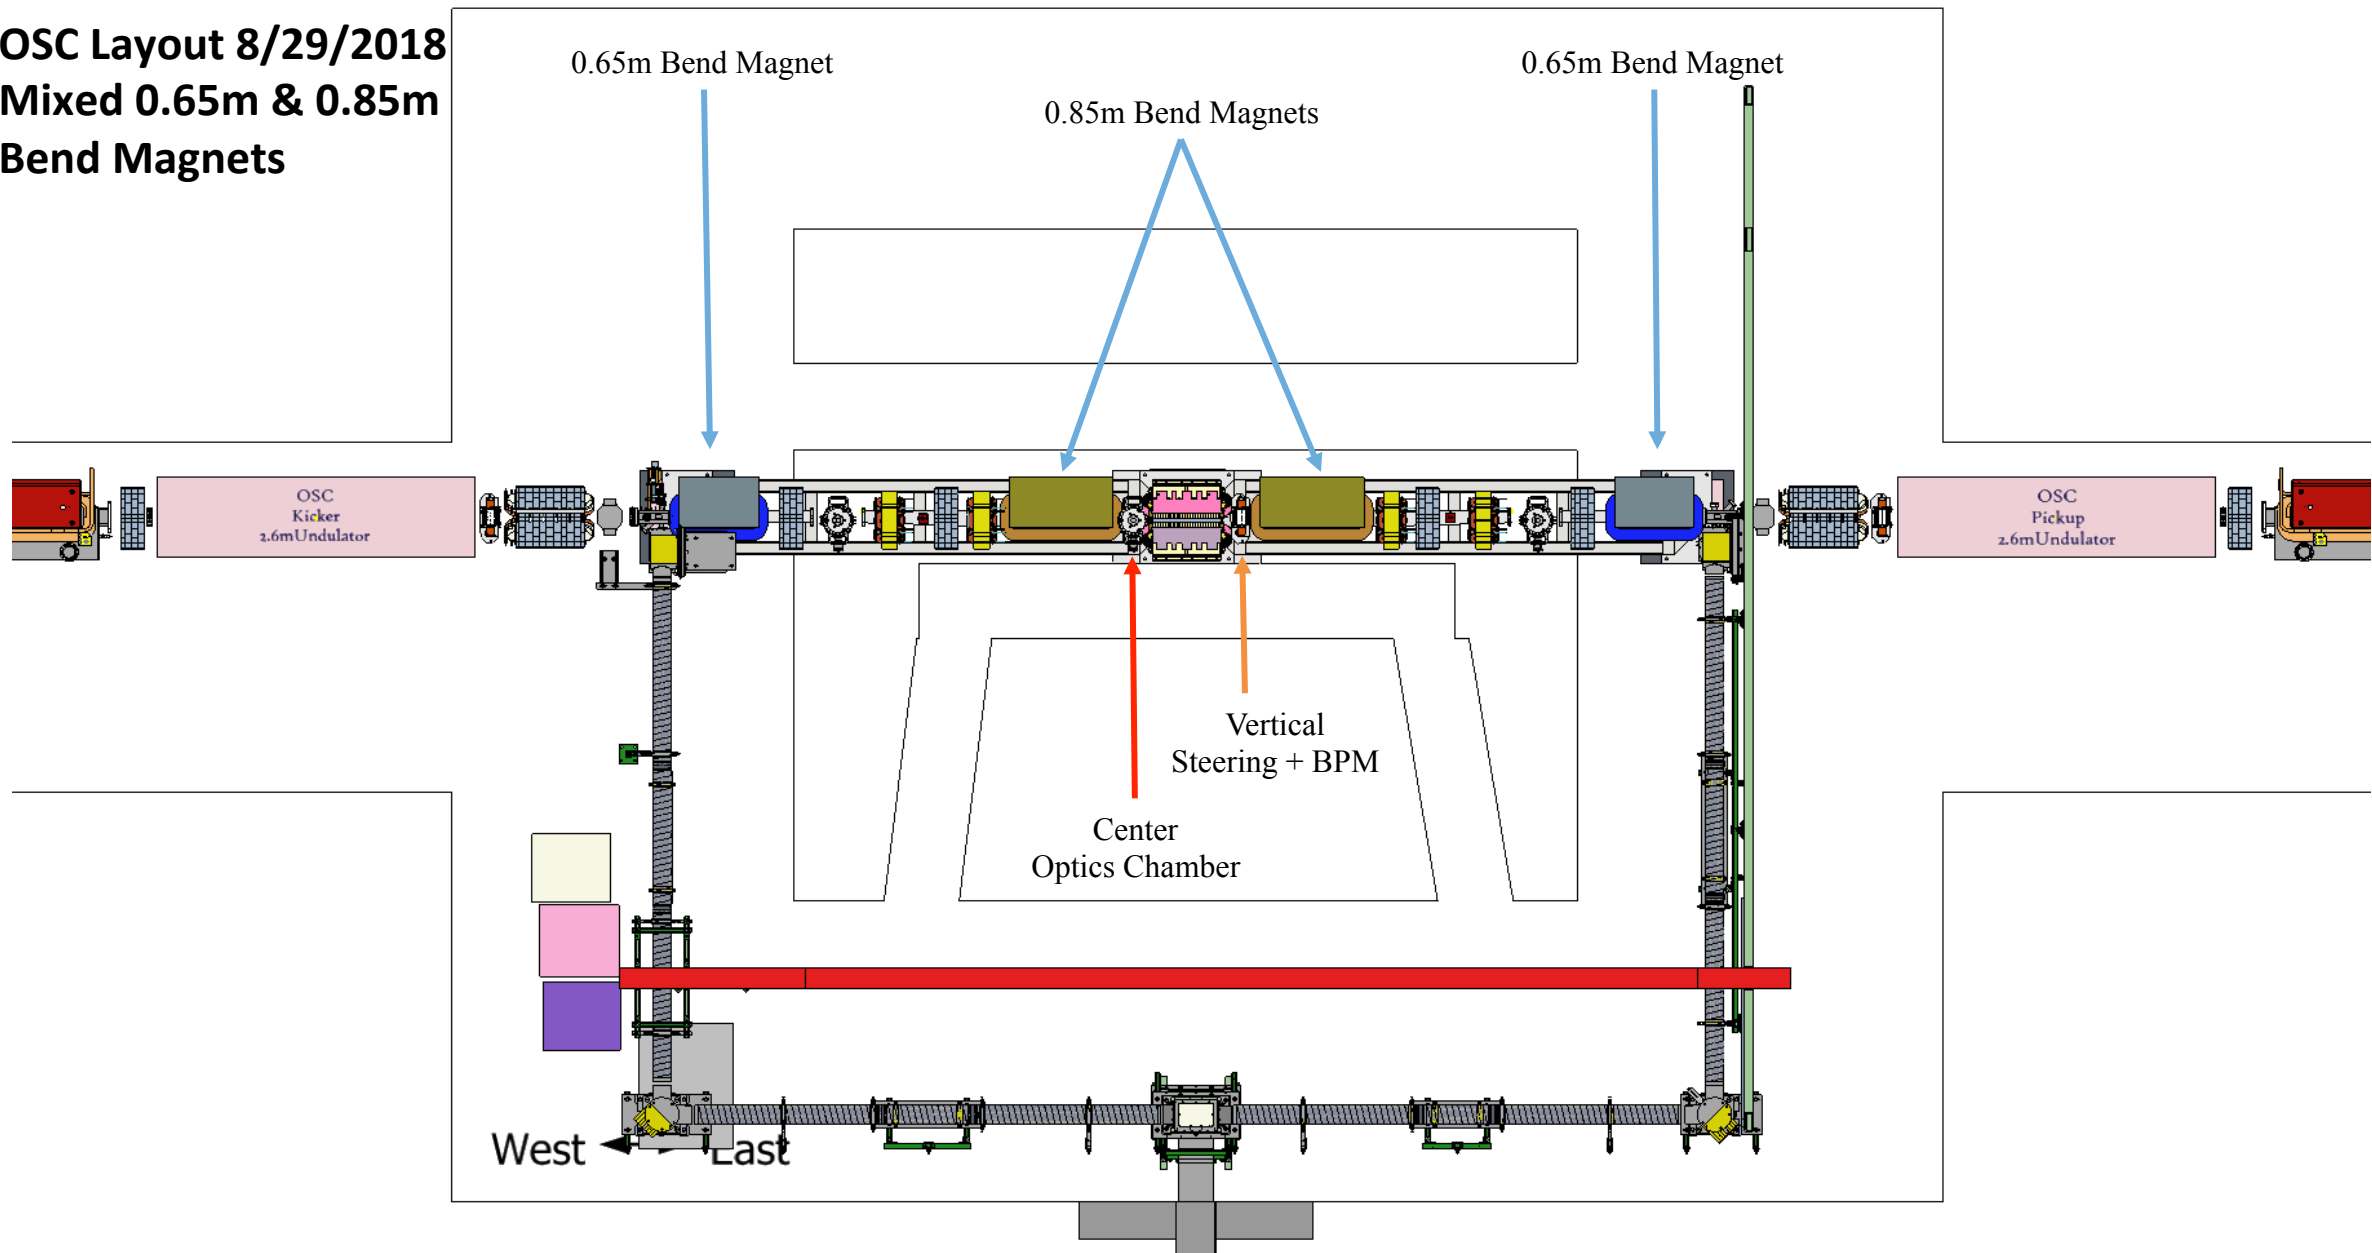 OSC Layout 8/29/2018
Mixed 0.65m & 0.85m
Bend Magnets
0.65m Bend Magnet
0.85m Bend Magnets
0.65m Bend Magnet
OSC
Kicker
2.6mUndulator
OSC
Pickup
2.6mUndulator
Vertical
Steering + BPM
Center
Optics Chamber
West East